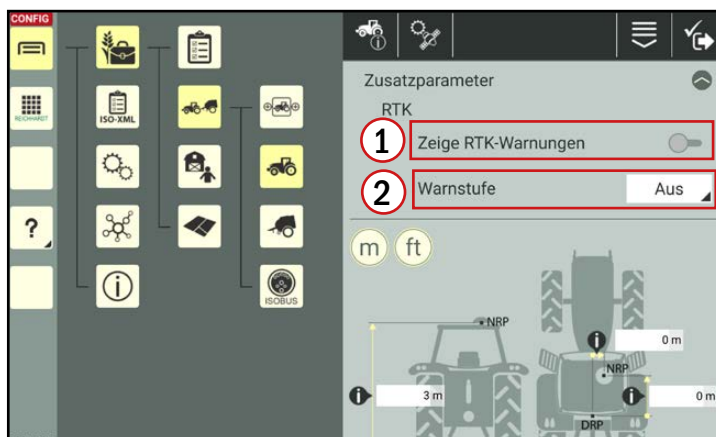 CONFIG
REICHHARDT
ISO-XML
?
ISOBUS
Zusatzparameter
RTK
1 Zeige RTK-Warnungen
2 Warnstufe Aus
m ft
NRP
0 m
NRP
3 m
0 m
DRP